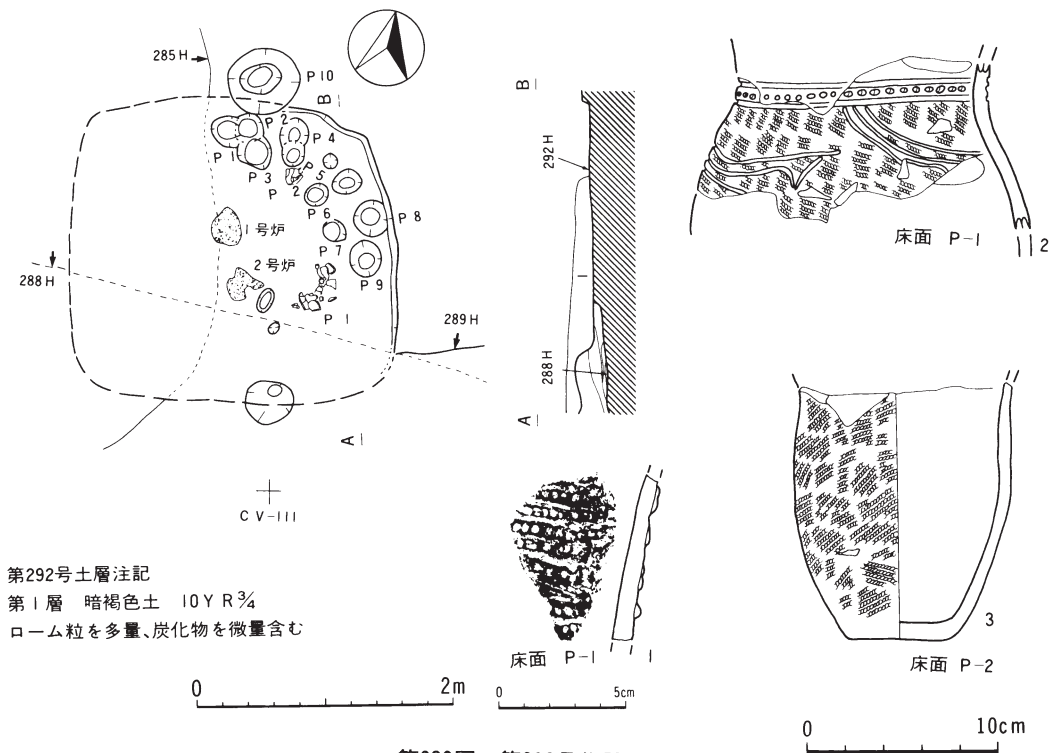 285H
P10
B
P2
P4
P1
P3
P5
P2
P6
P8
P7
P9
1号炉
2号炉
P1
288H
289H
A
CV-III
第292号土層注記
第1層 暗褐色土 10YR3/4
ローム粒を多量、炭化物を微量含む
0 2m
B
292H
1
288H
A
床面 P-1 1
0 5cm
床面 P-1 2
3
床面 P-2
0 10cm